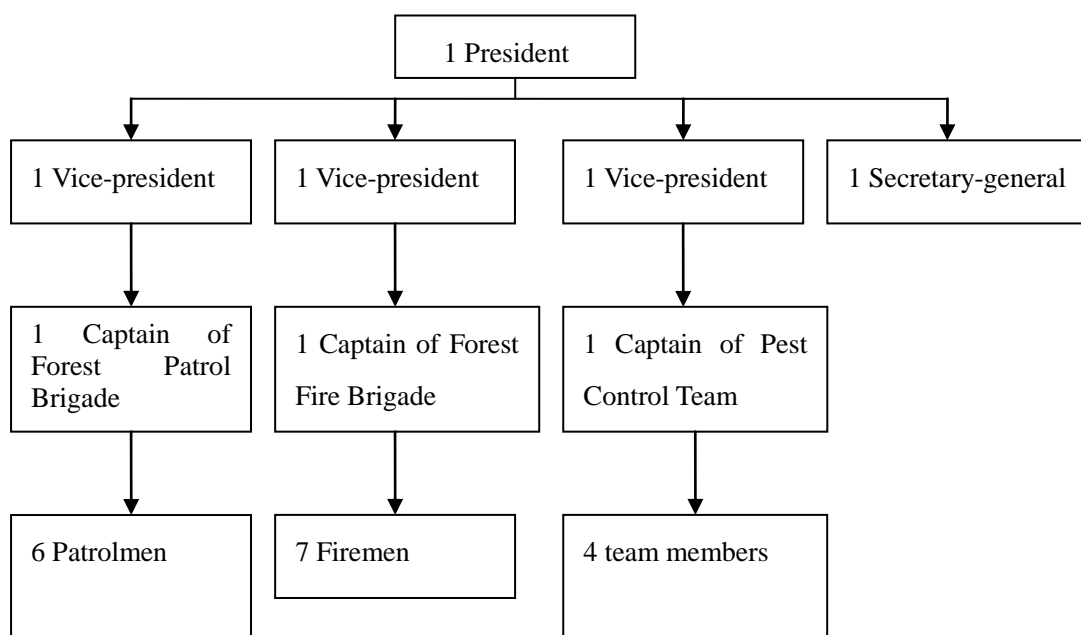 1 President
1 Vice-president
1 Vice-president
1 Vice-president
1 Secretary-general
1 Captain of
Forest Patrol
Brigade
1 Captain of Forest
Fire Brigade
1 Captain of Pest
Control Team
6 Patrolmen
7 Firemen
4 team members